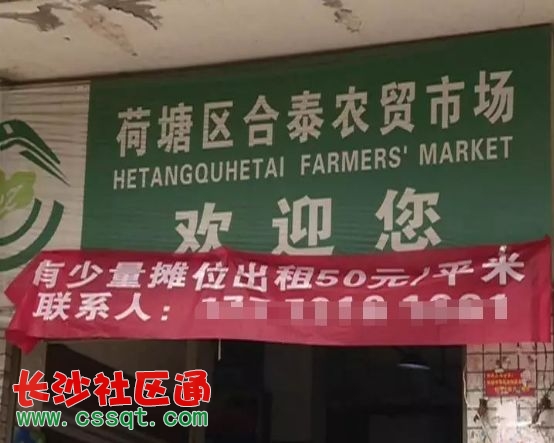 荷塘区合泰农贸市场
HETANGQUHETAI FARMERS' MARKET
欢迎您
有少量摊位出租50元/平米
联系人：
长沙社区通
www.cssqt.com